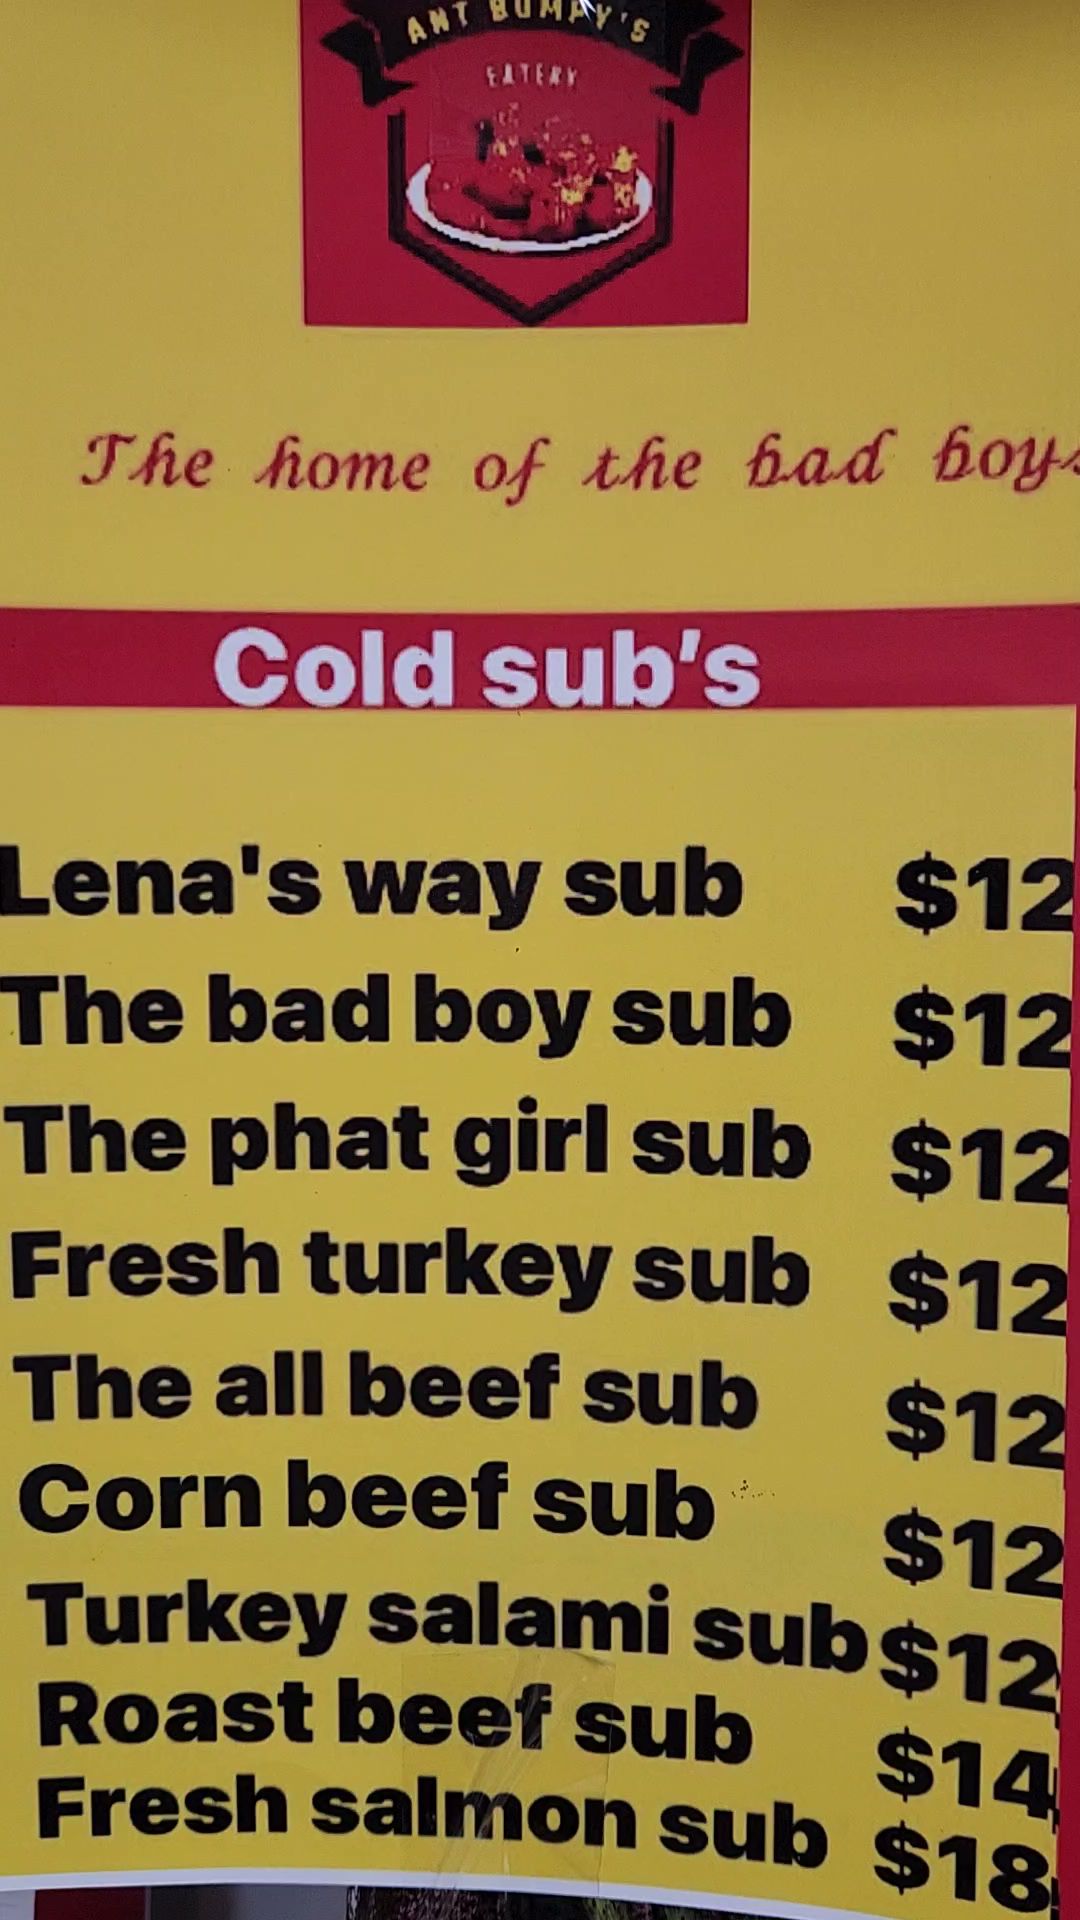 ANT BUMPY'S
EATERY
The home of the bad boys
Cold sub's
Lena's way sub $12
The bad boy sub $12
The phat girl sub $12
Fresh turkey sub $12
The all beef sub $12
Corn beef sub $12
Turkey salami sub $12
Roast beef sub $14
Fresh salmon sub $18